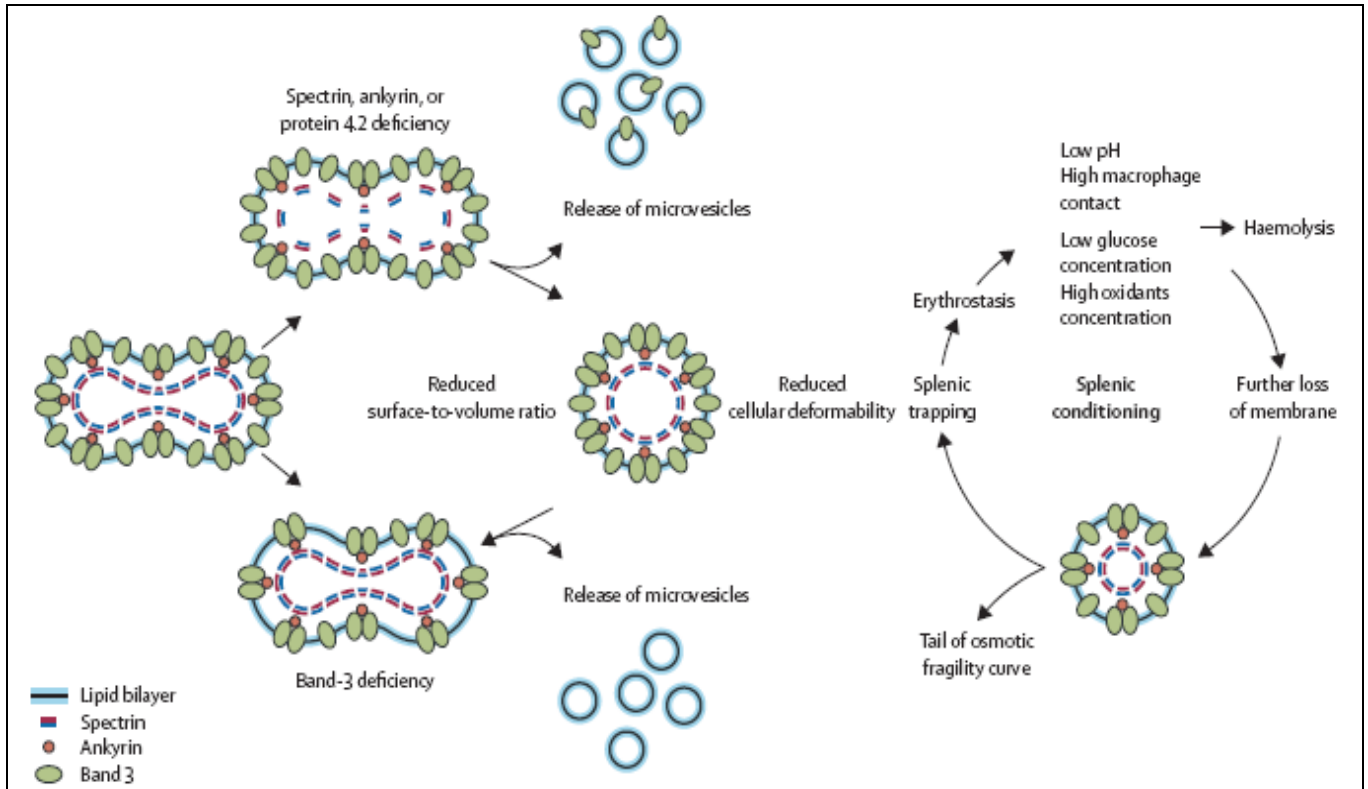 Spectrin, ankyrin, or
protein 4.2 deficiency
Release of microvesicles
Reduced
surface-to-volume ratio
Reduced
cellular deformability
Band-3 deficiency
Release of microvesicles
Splenic
trapping
Erythrostasis
Low pH
High macrophage
contact
Low glucose
concentration
High oxidants
concentration
Haemolysis
Splenic
conditioning
Further loss
of membrane
Tail of osmotic
fragility curve
Lipid bilayer
Spectrin
Ankyrin
Band 3